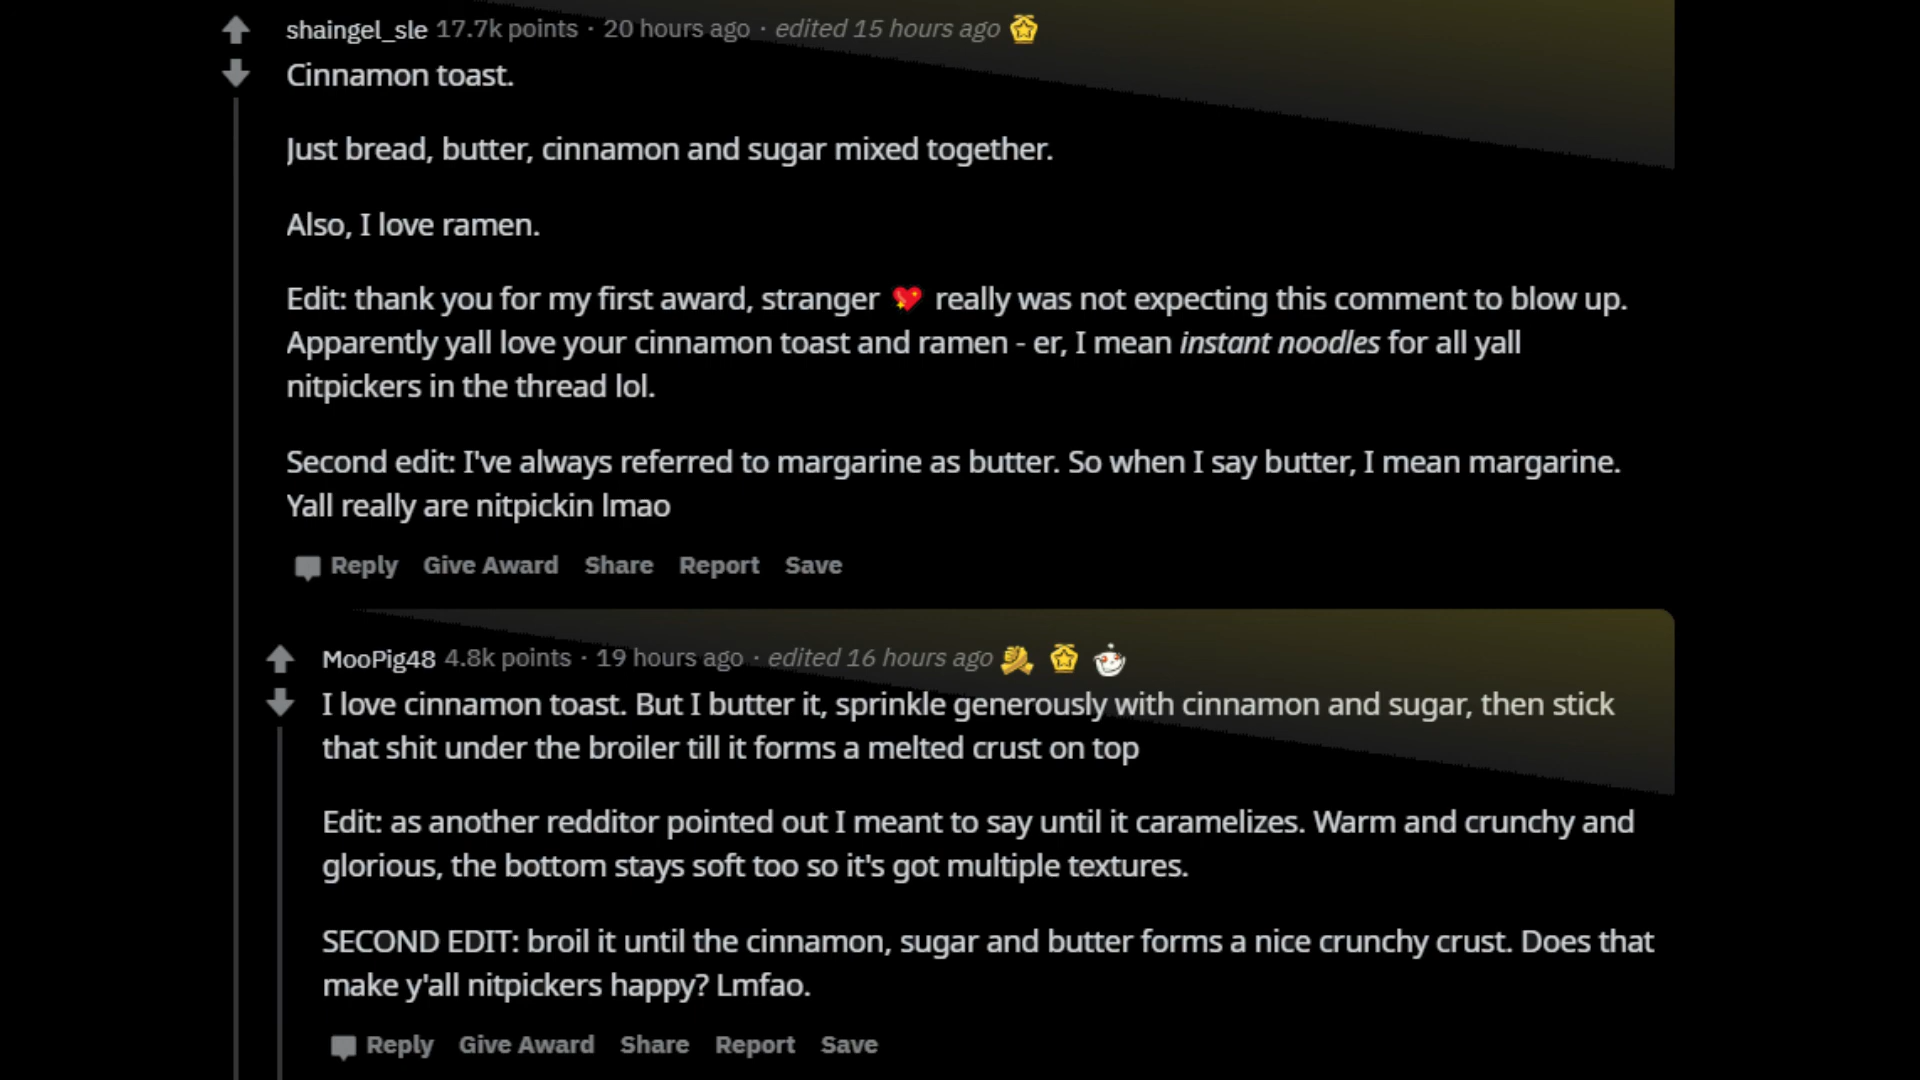 shaingel_sle 17.7k points · 20 hours ago · edited 15 hours ago
Cinnamon toast.
Just bread, butter, cinnamon and sugar mixed together.
Also, I love ramen.
Edit: thank you for my first award, stranger 💖 really was not expecting this comment to blow up.
Apparently yall love your cinnamon toast and ramen - er, I mean instant noodles for all yall
nitpickers in the thread lol.
Second edit: I've always referred to margarine as butter. So when I say butter, I mean margarine.
Yall really are nitpickin lmao
Reply Give Award Share Report Save
MooPig48 4.8k points · 19 hours ago · edited 16 hours ago
I love cinnamon toast. But I butter it, sprinkle generously with cinnamon and sugar, then stick
that shit under the broiler till it forms a melted crust on top
Edit: as another redditor pointed out I meant to say until it caramelizes. Warm and crunchy and
glorious, the bottom stays soft too so it's got multiple textures.
SECOND EDIT: broil it until the cinnamon, sugar and butter forms a nice crunchy crust. Does that
make y'all nitpickers happy? Lmfao.
Reply Give Award Share Report Save